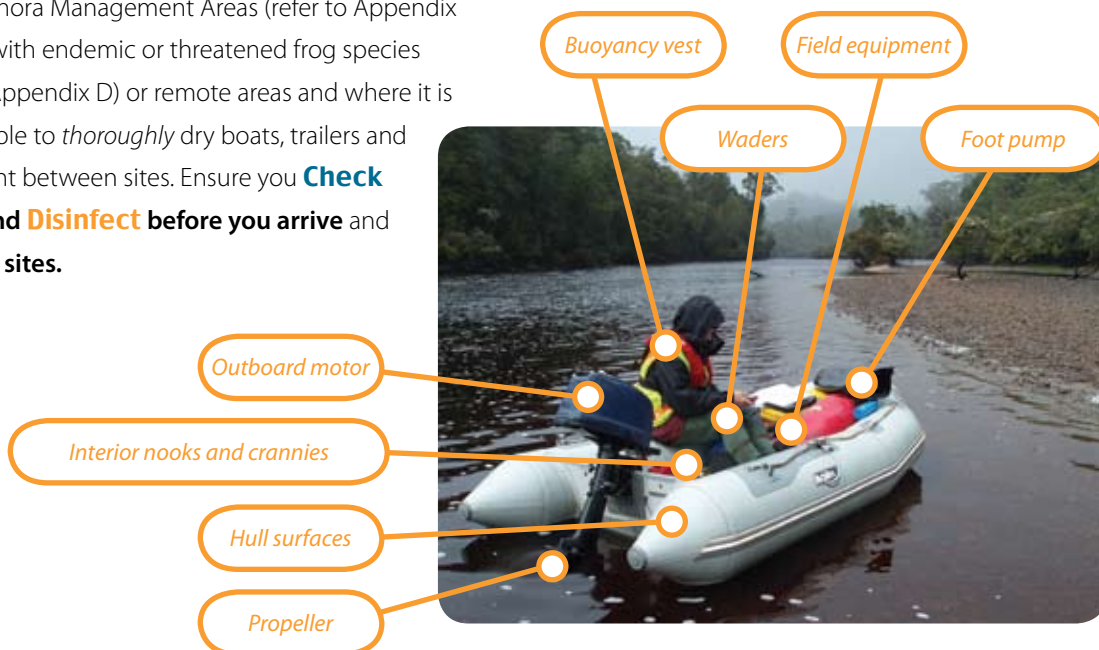 nora Management Areas (refer to Appendix
with endemic or threatened frog species
Appendix D) or remote areas and where it is
ble to thoroughly dry boats, trailers and
nt between sites. Ensure you Check
nd Disinfect before you arrive and
sites.
Buoyancy vest
Field equipment
Waders
Foot pump
Outboard motor
Interior nooks and crannies
Hull surfaces
Propeller